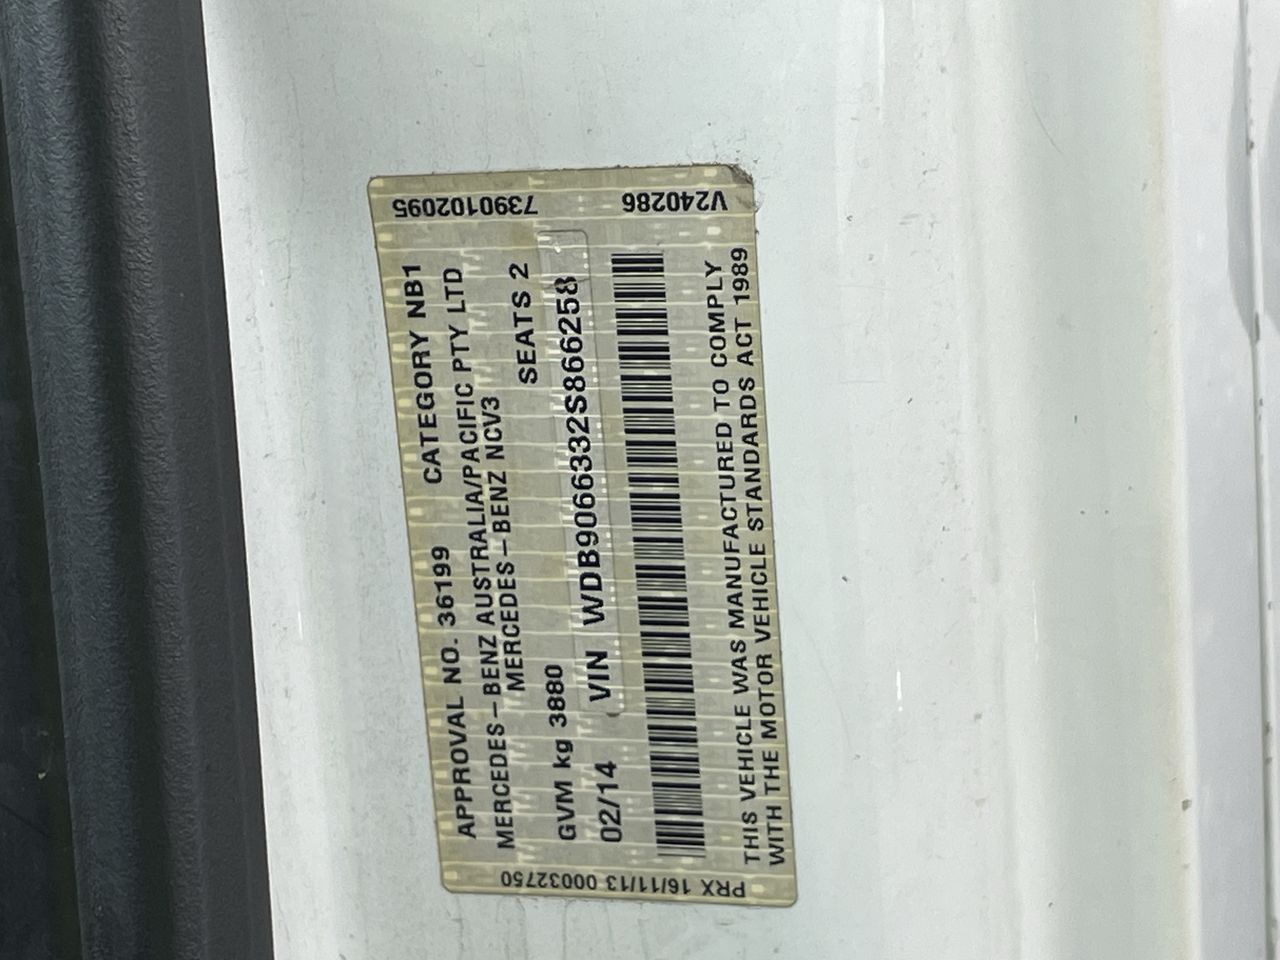 7390102095
V240286
APPROVAL NO. 36199 CATEGORY NB1
MERCEDES-BENZ AUSTRALIA/PACIFIC PTY LTD
MERCEDES-BENZ NCV3
GVM kg 3880 SEATS 2
02/14 VIN WDB9066332S866258
THIS VEHICLE WAS MANUFACTURED TO COMPLY
WITH THE MOTOR VEHICLE STANDARDS ACT 1989
PRX 16/11/13 00032750